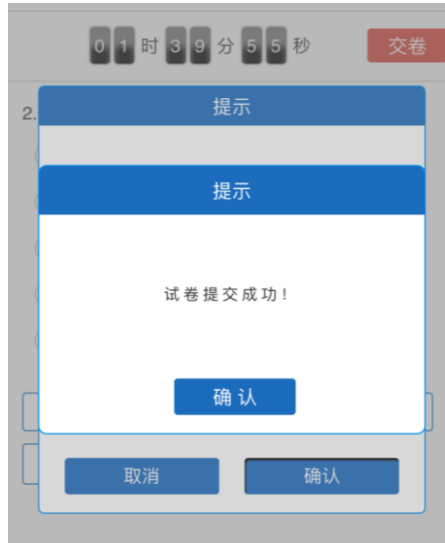 01时39分55秒 交卷
2.
提示
提示
试卷提交成功!
确认
取消 确认